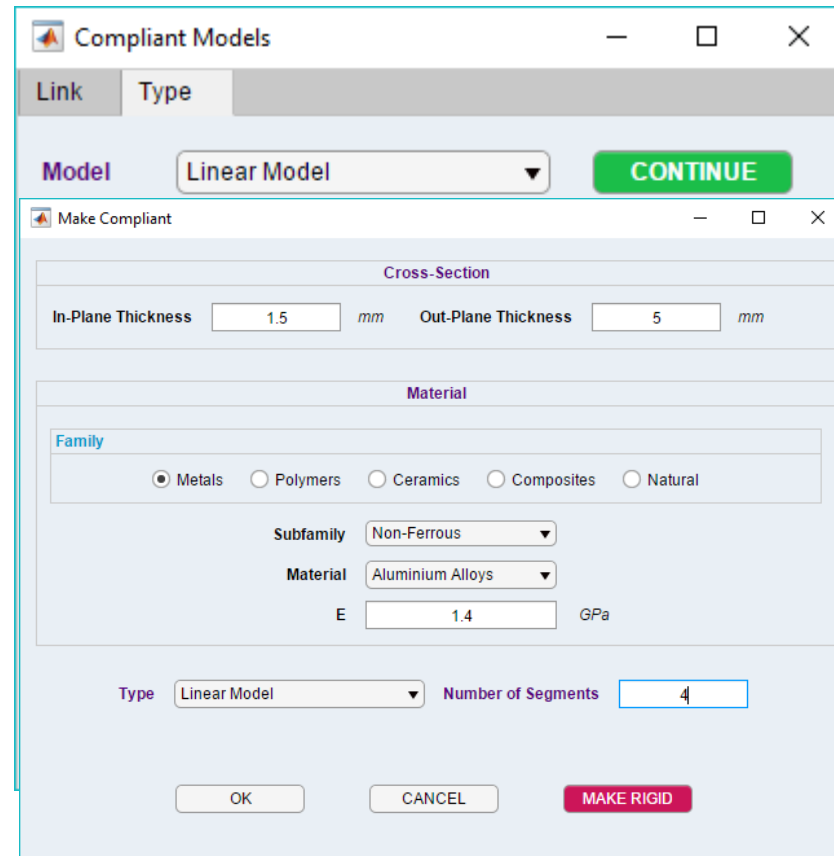 Compliant Models
Link Type
Model Linear Model CONTINUE
Make Compliant
Cross-Section
In-Plane Thickness 1.5 mm Out-Plane Thickness 5 mm
Material
Family
Metals Polymers Ceramics Composites Natural
Subfamily Non-Ferrous
Material Aluminium Alloys
E 1.4 GPa
Type Linear Model Number of Segments 4
OK CANCEL MAKE RIGID